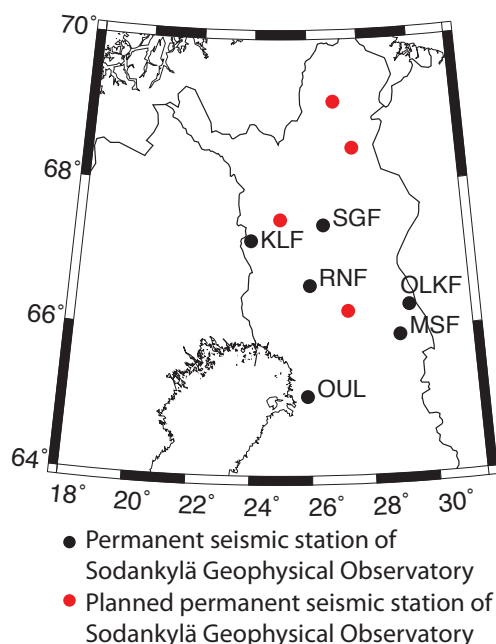 70°
68°
SGF
KLF
RNF
OLKF
66°
MSF
OUL
64°
18° 20° 22° 24° 26° 28° 30°
Permanent seismic station of
Sodankylä Geophysical Observatory
Planned permanent seismic station of
Sodankylä Geophysical Observatory